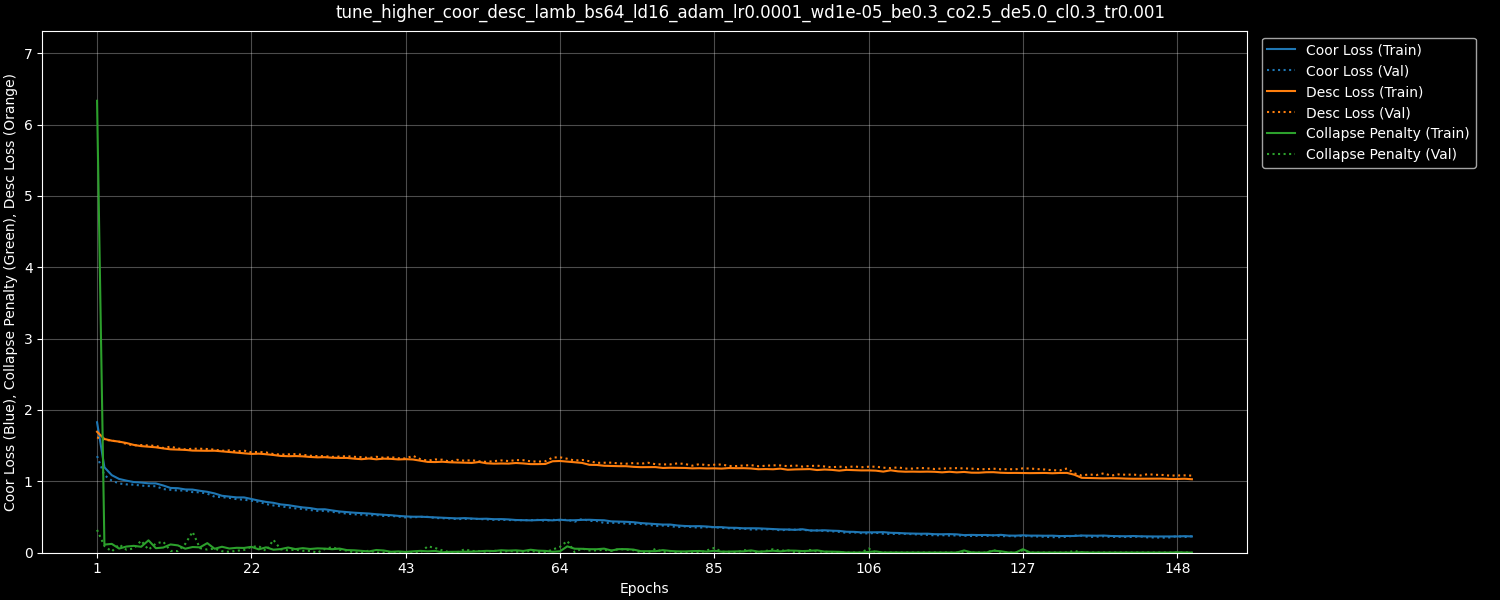 tune_higher_coor_desc_lamb_bs64_ld16_adam_lr0.0001_wd1e-05_be0.3_co2.5_de5.0_cl0.3_tr0.001
Coor Loss (Blue), Collapse Penalty (Green), Desc Loss (Orange)
7
6
5
4
3
2
1
0
1 22 43 64 85 106 127 148
Epochs
Coor Loss (Train)
Coor Loss (Val)
Desc Loss (Train)
Desc Loss (Val)
Collapse Penalty (Train)
Collapse Penalty (Val)